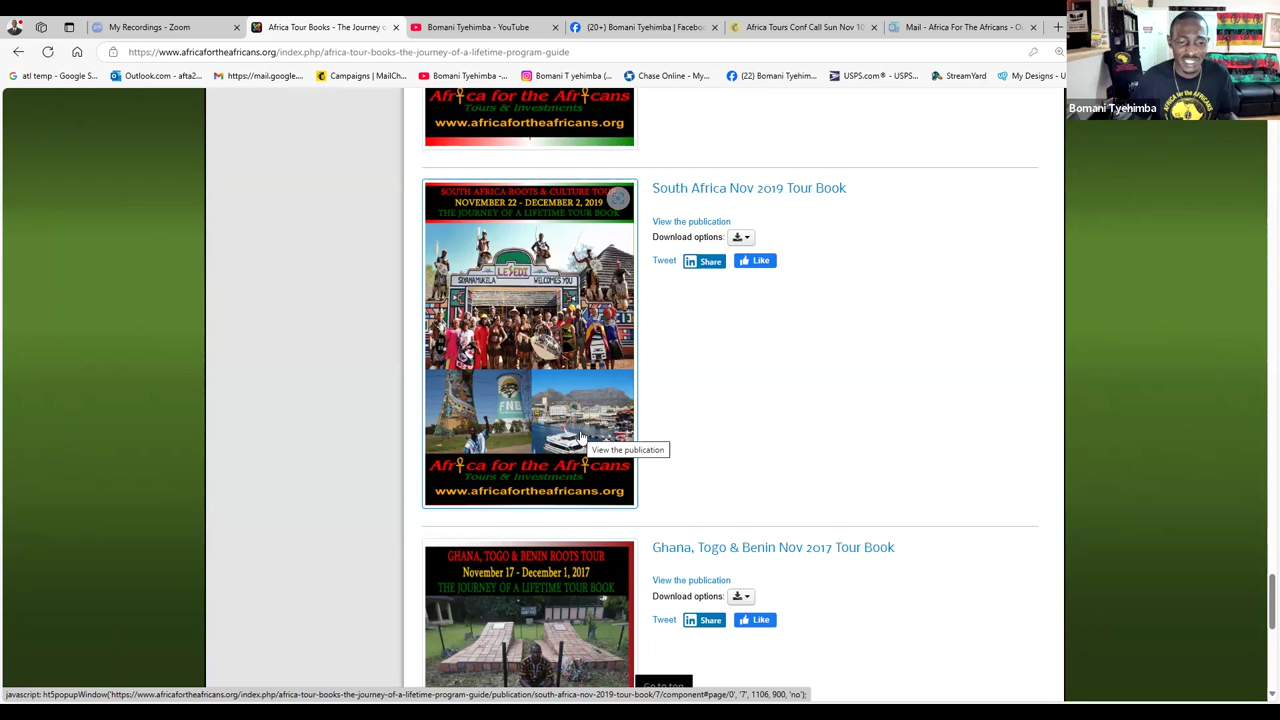 My Recordings - Zoom
Africa Tour Books - The Journey
Bomani Tyehimba - YouTube
(20+) Bomani Tyehimba | Facebook
Africa Tours Conf Call Sun Nov 10
Mail - Africa For The Africans - O
https://www.africafortheafricans.org/index.php/africa-tour-books-the-journey-of-a-lifetime-program-guide
atl temp - Google S...
Outlook.com - afta2...
https://mail.google....
Campaigns | MailCh...
Bomani Tyehimba -...
Bomani T yehimba (...
Chase Online - My...
(22) Bomani Tyehim...
USPS.com® - USPS...
StreamYard
My Designs - U
Bomani Tyehimba
Africa for the Africans
Tours & Investments
www.africafortheafricans.org
SOUTH AFRICA ROOTS & CULTURE TOUR
NOVEMBER 22 - DECEMBER 2, 2019
THE JOURNEY OF A LIFETIME TOUR BOOK
LESEDI
SIYANAMUKELA WELCOMES YOU
FNB
Africa for the Africans
Tours & Investments
www.africafortheafricans.org
South Africa Nov 2019 Tour Book
View the publication
Download options:
Tweet
Share
Like
View the publication
GHANA, TOGO & BENIN ROOTS TOUR
November 17 - December 1, 2017
THE JOURNEY OF A LIFETIME TOUR BOOK
Ghana, Togo & Benin Nov 2017 Tour Book
View the publication
Download options:
Tweet
Share
Like
Go to top
javascript: ht5popupWindow('https://www.africafortheafricans.org/index.php/africa-tour-books-the-journey-of-a-lifetime-program-guide/publication/south-africa-nov-2019-tour-book/7/component#page/0', '7', 1106, 900, 'no');